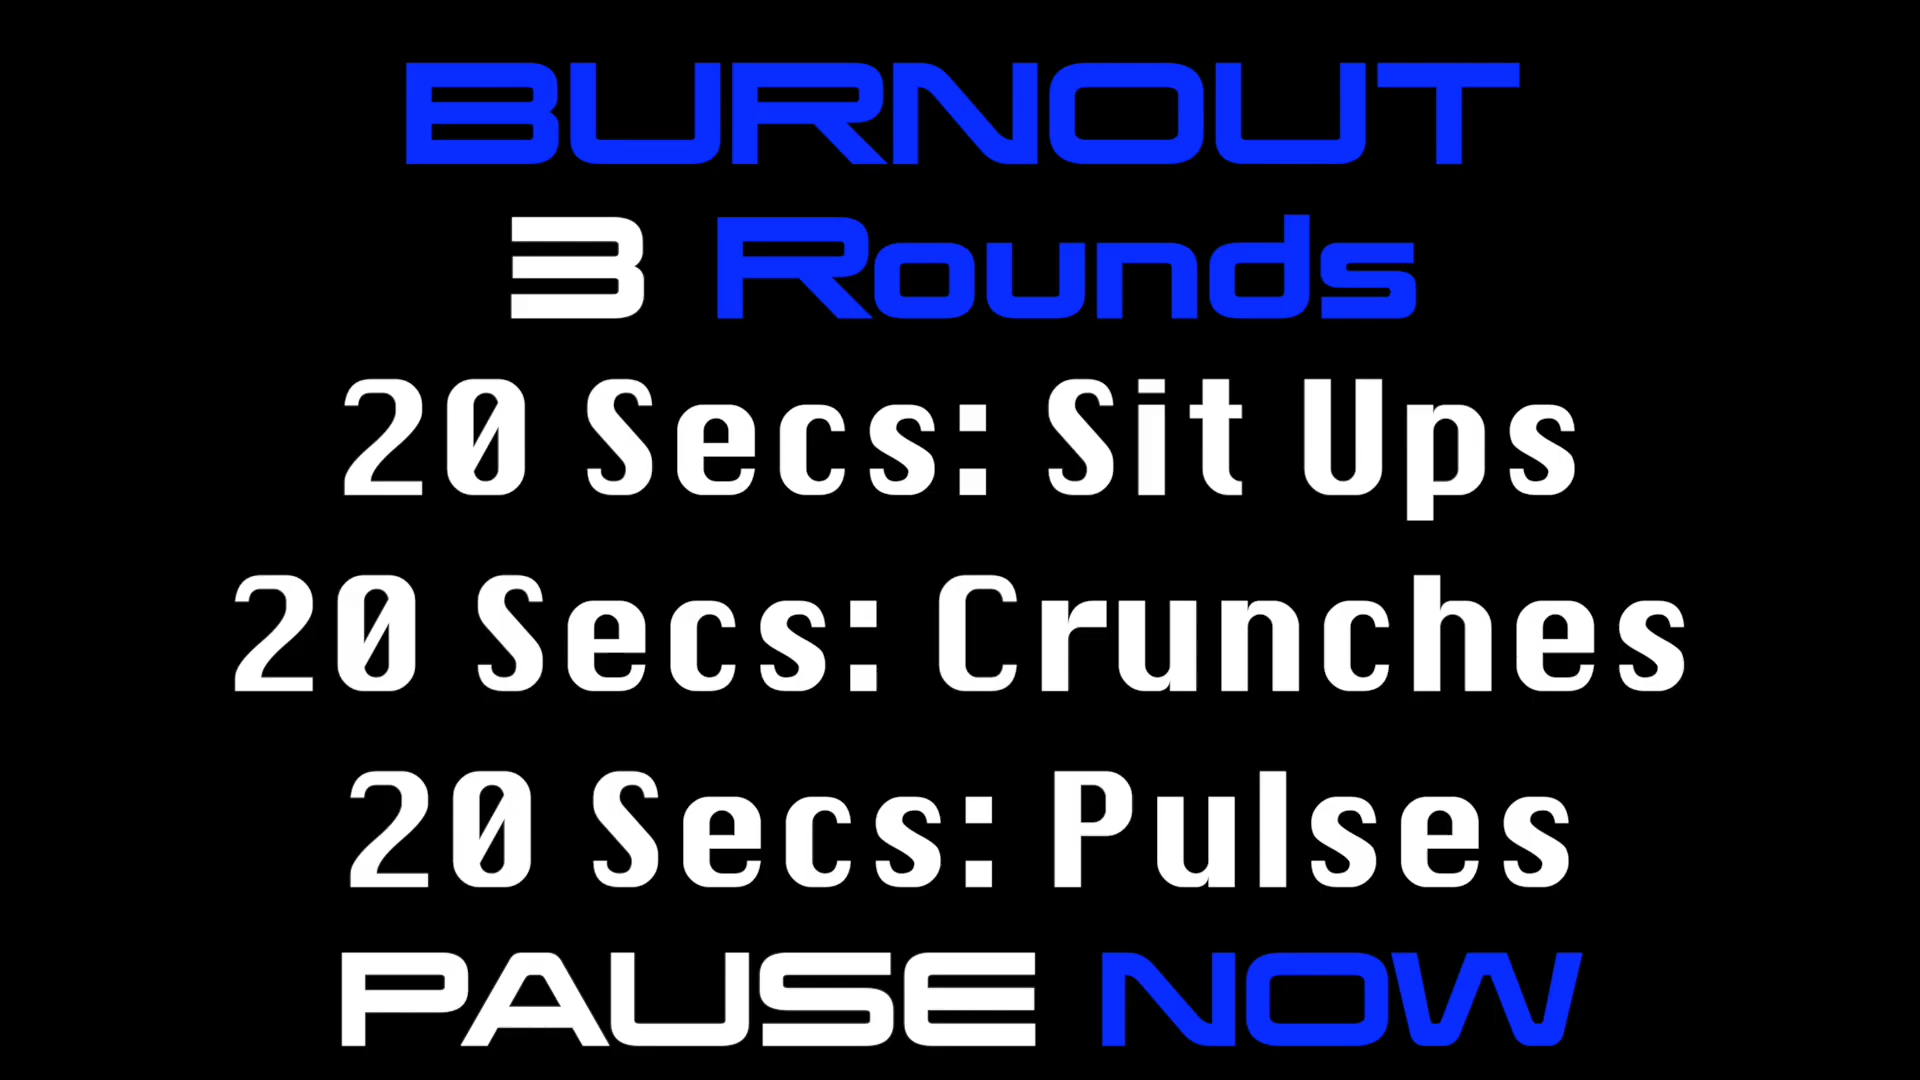 BURNOUT
3 Rounds
20 Secs: Sit Ups
20 Secs: Crunches
20 Secs: Pulses
PAUSE NOW